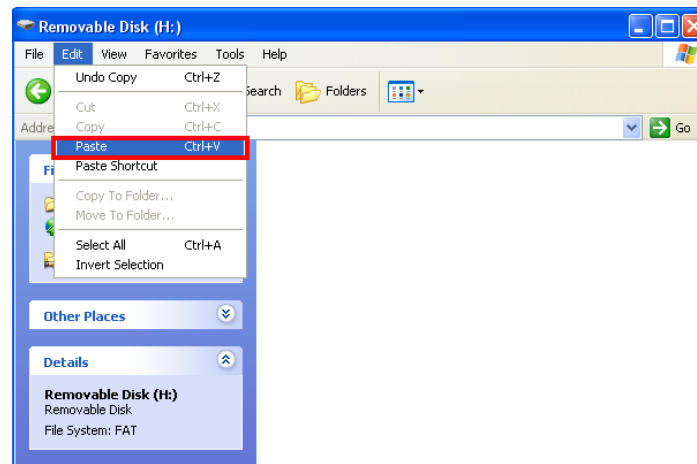 Removable Disk (H:)
File Edit View Favorites Tools Help
Undo Copy Ctrl+Z
Folders
Cut Ctrl+X
Copy Ctrl+C
Go
Paste Ctrl+V
Paste Shortcut
Copy To Folder...
Move To Folder...
Select All Ctrl+A
Invert Selection
Other Places
Details
Removable Disk (H:)
Removable Disk
File System: FAT